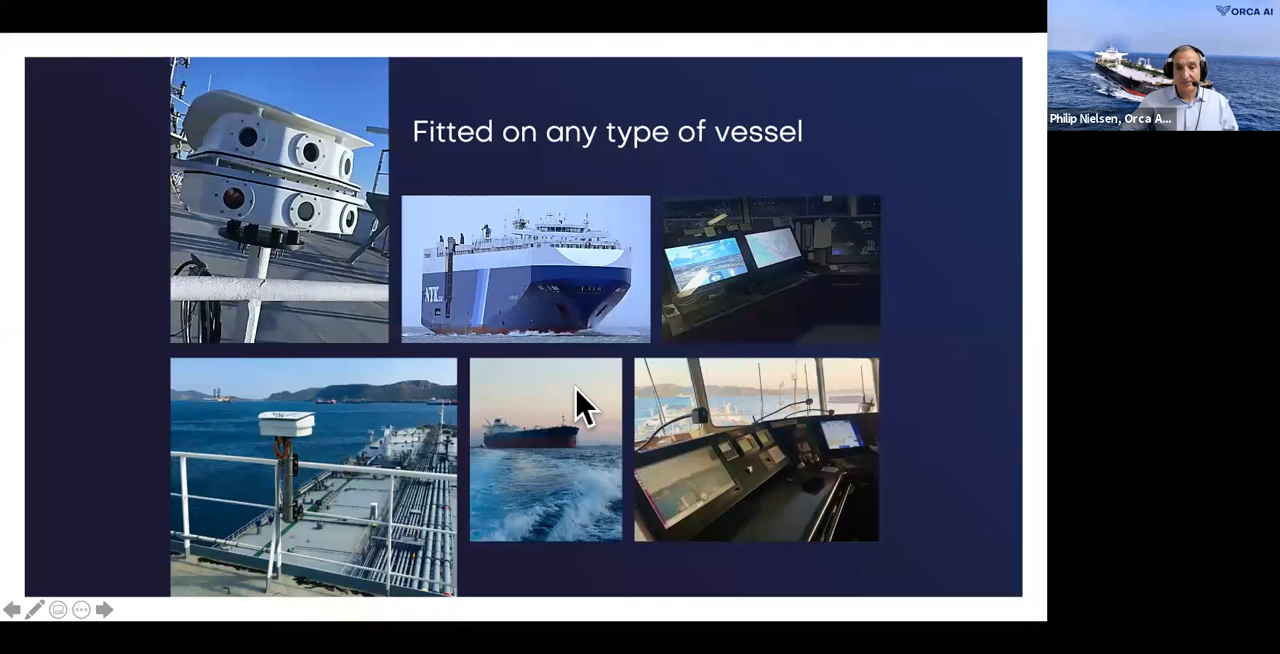 Fitted on any type of vessel
ORCA AI
Philip Nielsen, Orca A...